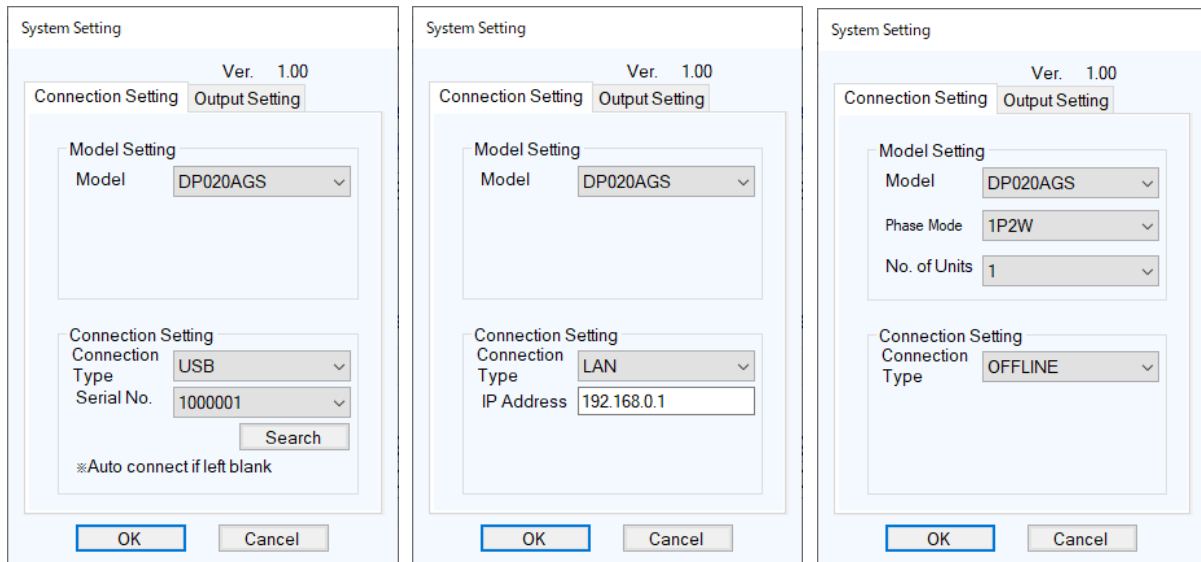 System Setting
Ver. 1.00
Connection Setting
Output Setting
Model Setting
Model
DP020AGS
Connection Setting
Connection
Type
USB
Serial No.
1000001
Search
※Auto connect if left blank
OK
Cancel
System Setting
Ver. 1.00
Connection Setting
Output Setting
Model Setting
Model
DP020AGS
Connection Setting
Connection
Type
LAN
IP Address
192.168.0.1
OK
Cancel
System Setting
Ver. 1.00
Connection Setting
Output Setting
Model Setting
Model
DP020AGS
Phase Mode
1P2W
No. of Units
1
Connection Setting
Connection
Type
OFFLINE
OK
Cancel